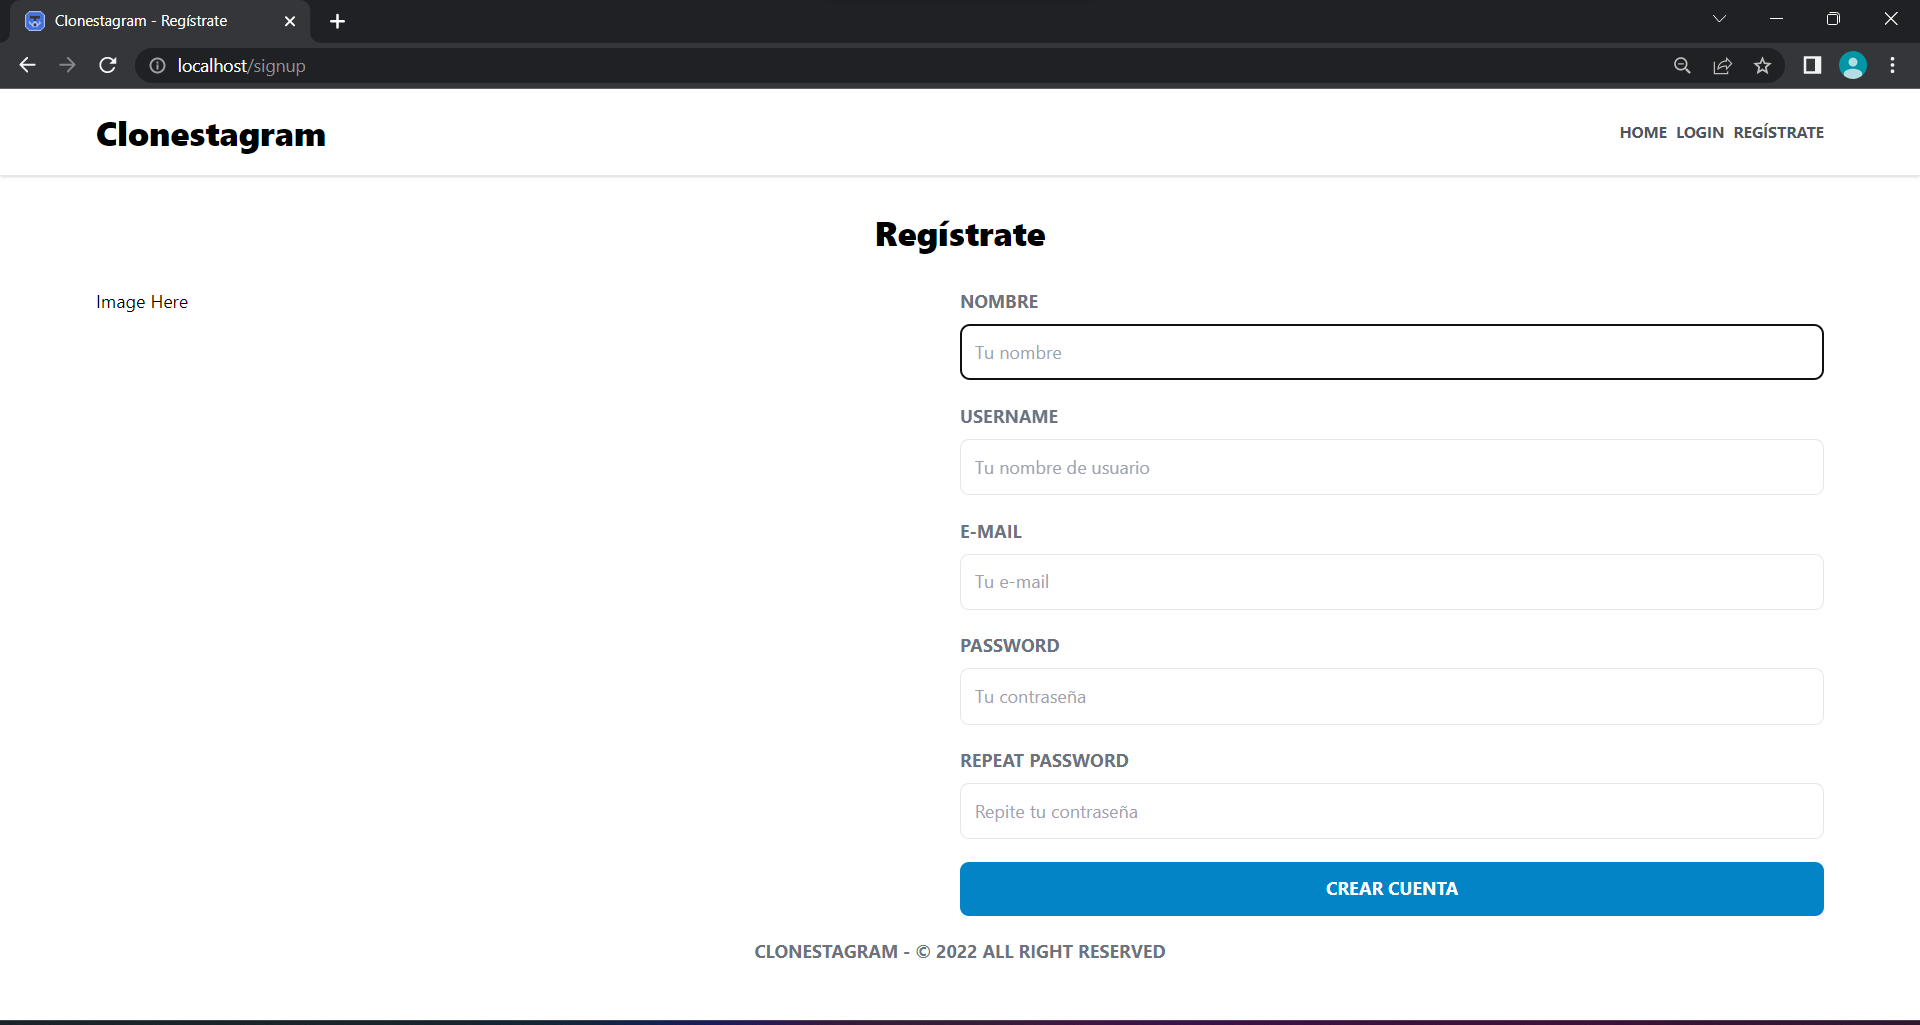 Clonestagram - Regístrate
localhost/signup
Clonestagram
HOME LOGIN REGÍSTRATE
Regístrate
Image Here
NOMBRE
Tu nombre
USERNAME
Tu nombre de usuario
E-MAIL
Tu e-mail
PASSWORD
Tu contraseña
REPEAT PASSWORD
Repite tu contraseña
CREAR CUENTA
CLONESTAGRAM - © 2022 ALL RIGHT RESERVED